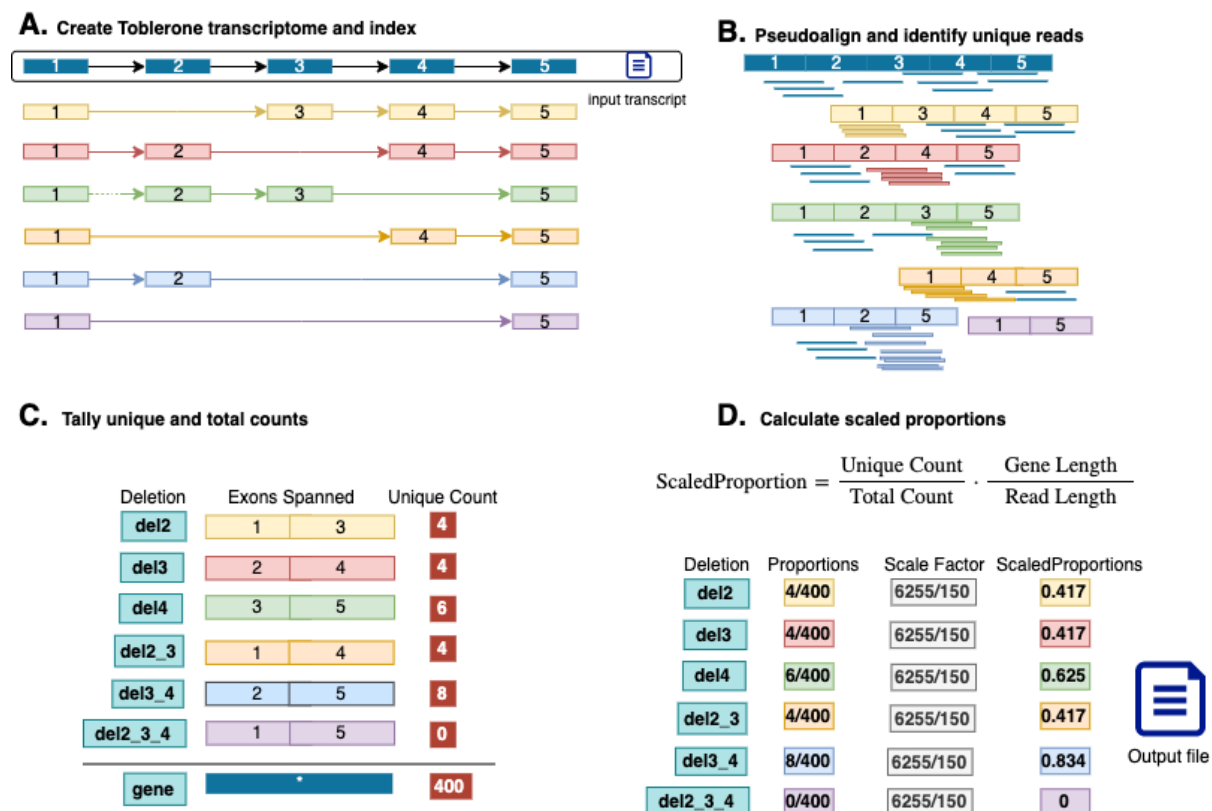 A. Create Toblerone transcriptome and index
1 2 3 4 5
input transcript
1 3 4 5
1 2 4 5
1 2 3 5
1 4 5
1 2 5
1 5
B. Pseudoalign and identify unique reads
1 2 3 4 5
1 3 4 5
1 2 4 5
1 2 3 5
1 4 5
1 2 5
1 5
C. Tally unique and total counts
Deletion Exons Spanned Unique Count
del2 1 3 4
del3 2 4 4
del4 3 5 6
del2_3 1 4 4
del3_4 2 5 8
del2_3_4 1 5 0
gene * 400
D. Calculate scaled proportions
ScaledProportion = Unique Count / Total Count · Gene Length / Read Length
Deletion Proportions Scale Factor ScaledProportions
del2 4/400 6255/150 0.417
del3 4/400 6255/150 0.417
del4 6/400 6255/150 0.625
del2_3 4/400 6255/150 0.417
del3_4 8/400 6255/150 0.834
del2_3_4 0/400 6255/150 0
Output file